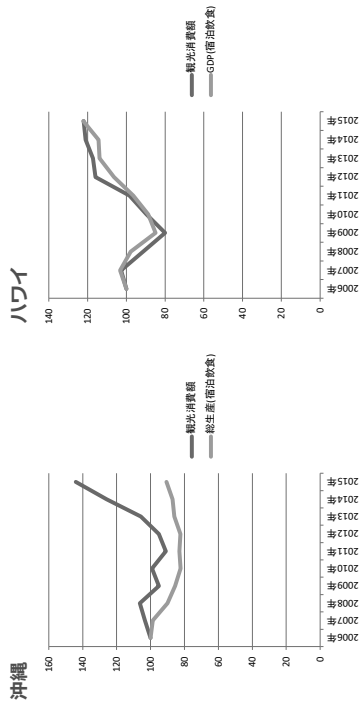 沖縄
160
140
120
100
80
60
40
20
0
2006年
2007年
2008年
2009年
2010年
2011年
2012年
2013年
2014年
2015年
観光消費額
総生産(宿泊飲食)
ハワイ
140
120
100
80
60
40
20
0
2006年
2007年
2008年
2009年
2010年
2011年
2012年
2013年
2014年
2015年
観光消費額
GDP(宿泊飲食)